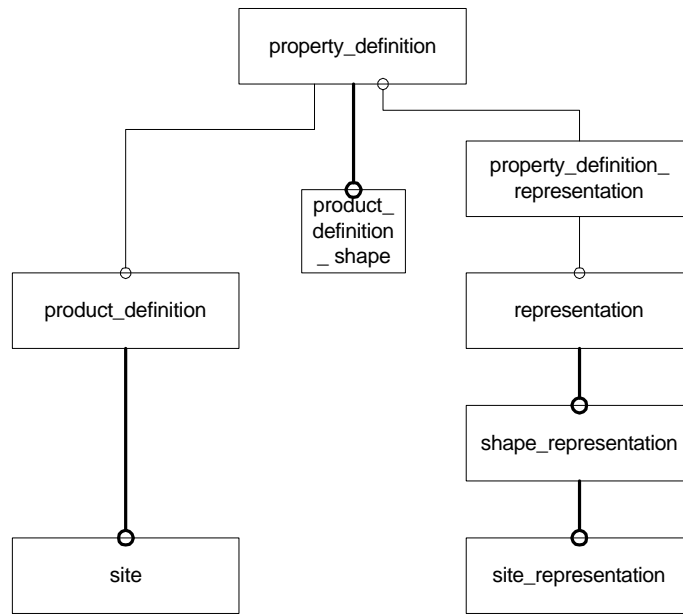 property_definition
property_definition_
representation
product_
definition
_ shape
product_definition
representation
shape_representation
site
site_representation